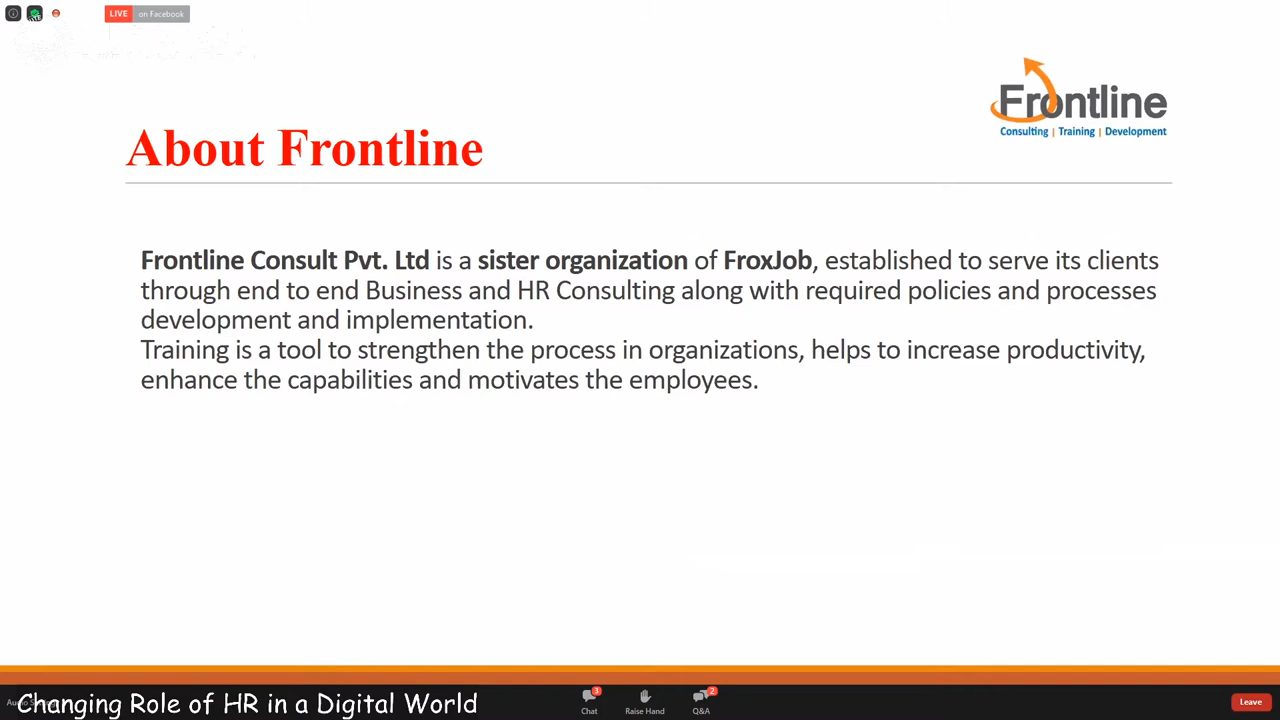 LIVE on Facebook
Frontline
Consulting | Training | Development
About Frontline
Frontline Consult Pvt. Ltd is a sister organization of FroxJob, established to serve its clients
through end to end Business and HR Consulting along with required policies and processes
development and implementation.
Training is a tool to strengthen the process in organizations, helps to increase productivity,
enhance the capabilities and motivates the employees.
Changing Role of HR in a Digital World
3
Chat
Raise Hand
2
Q&A
Leave